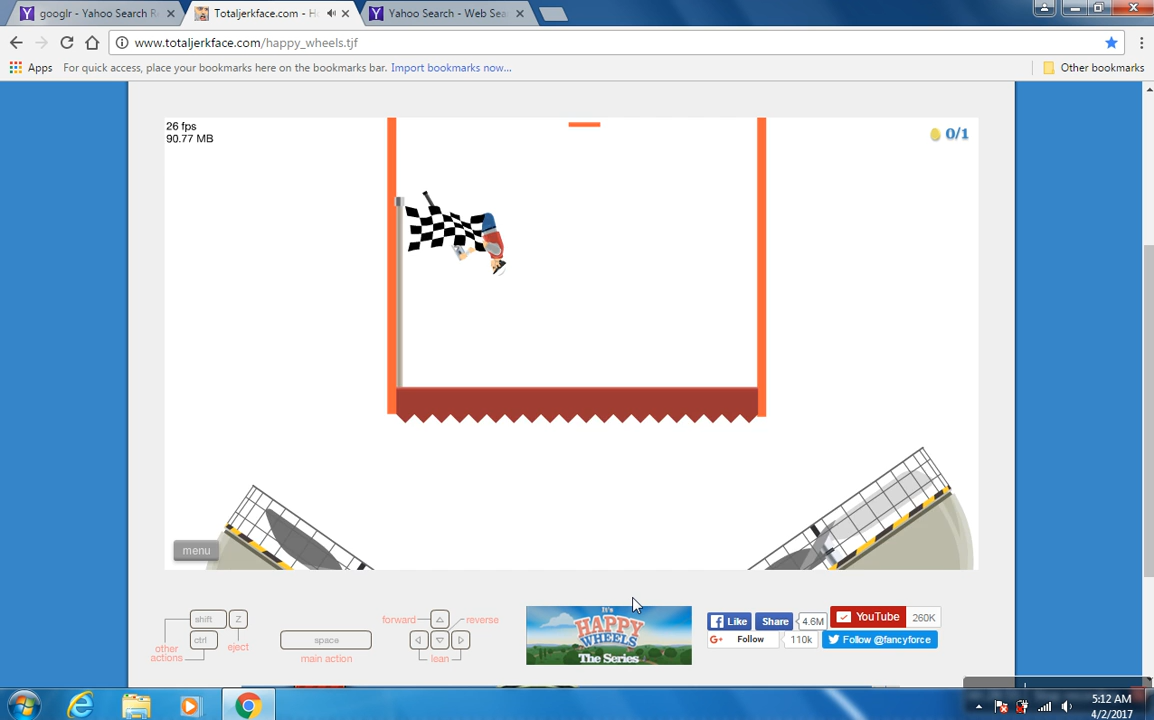 googlr - Yahoo Search R
Totaljerkface.com - H
Yahoo Search - Web Sea
www.totaljerkface.com/happy_wheels.tjf
Apps For quick access, place your bookmarks here on the bookmarks bar. Import bookmarks now... Other bookmarks
26 fps
90.77 MB
0/1
menu
shift
Z
ctrl
other actions
eject
space
main action
forward
reverse
lean
It's
HAPPY
WHEELS
The Series
Like Share 4.6M
YouTube 260K
G+ Follow 110k
Follow @fancyforce
5:12 AM
4/2/2017